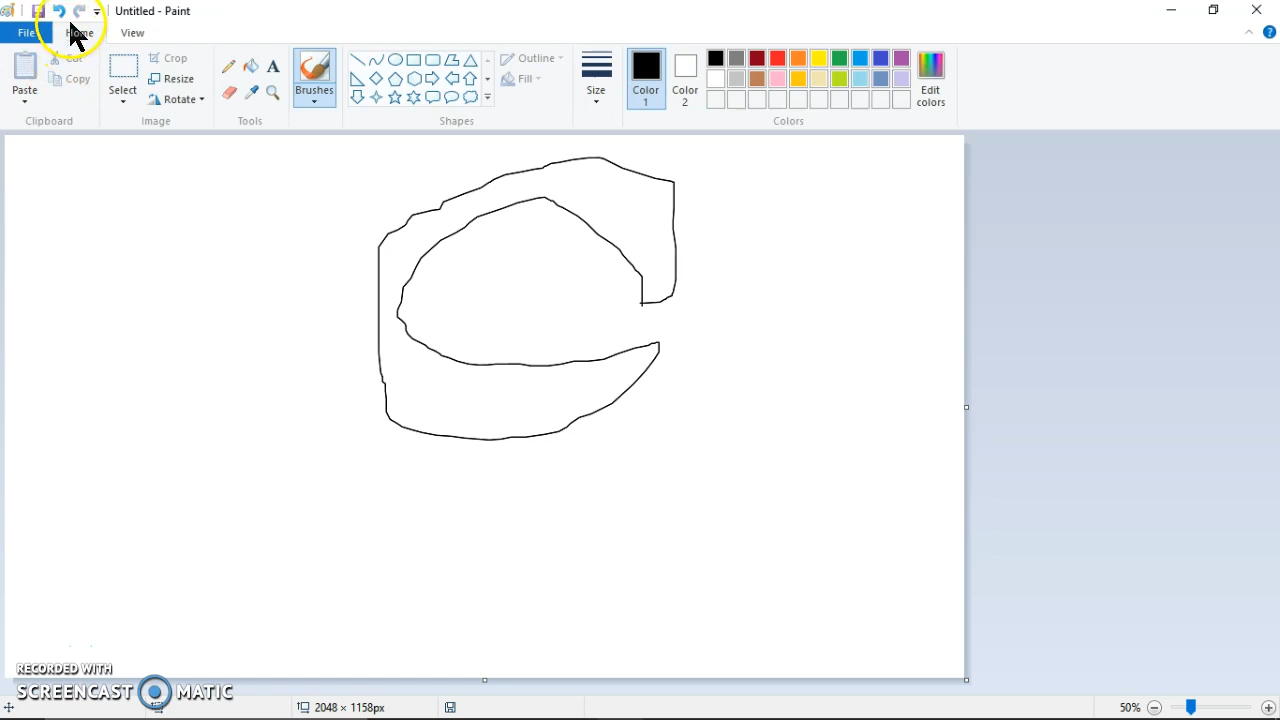 Untitled - Paint
File
Home
View
Paste
Cut
Copy
Clipboard
Select
Crop
Resize
Rotate
Image
Tools
Brushes
Shapes
Outline
Fill
Size
Color
1
Color
2
Edit
colors
Colors
RECORDED WITH
SCREENCAST MATIC
2048 × 1158px
50%